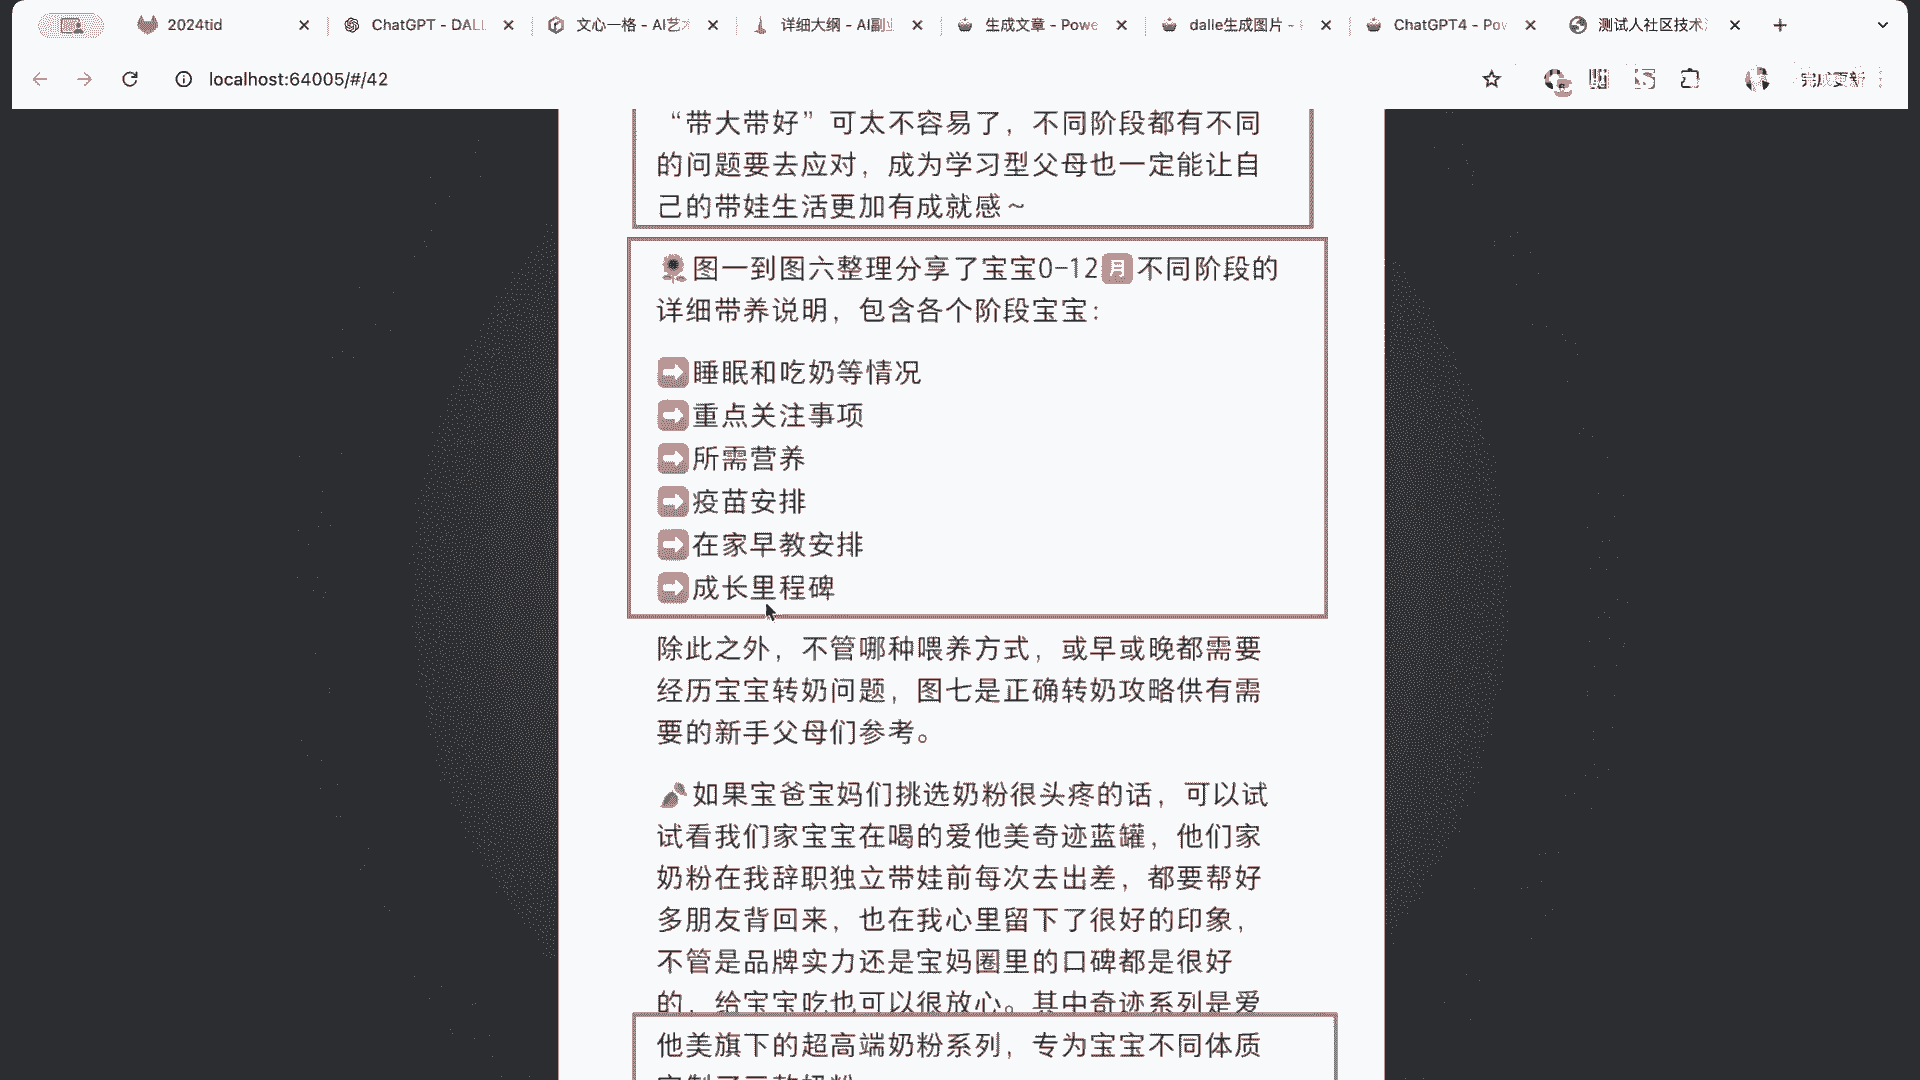 2024tid
ChatGPT - DALL
文心一格 - AI艺术
详细大纲 - AI副业
生成文章 - Powe
dalle生成图片 -
ChatGPT4 - Pow
测试人社区技术
localhost:64005/#/42
完成更新
“带大带好”可太不容易了，不同阶段都有不同
的问题要去应对，成为学习型父母也一定能让自
己的带娃生活更加有成就感～
图一到图六整理分享了宝宝0-12月不同阶段的
详细带养说明，包含各个阶段宝宝：
睡眠和吃奶等情况
重点关注事项
所需营养
疫苗安排
在家早教安排
成长里程碑
除此之外，不管哪种喂养方式，或早或晚都需要
经历宝宝转奶问题，图七是正确转奶攻略供有需
要的新手父母们参考。
如果宝爸宝妈们挑选奶粉很头疼的话，可以试
试看我们家宝宝在喝的爱他美奇迹蓝罐，他们家
奶粉在我辞职独立带娃前每次去出差，都要帮好
多朋友背回来，也在我心里留下了很好的印象，
不管是品牌实力还是宝妈圈里的口碑都是很好
的，给宝宝吃也可以很放心。其中奇迹系列是爱
他美旗下的超高端奶粉系列，专为宝宝不同体质